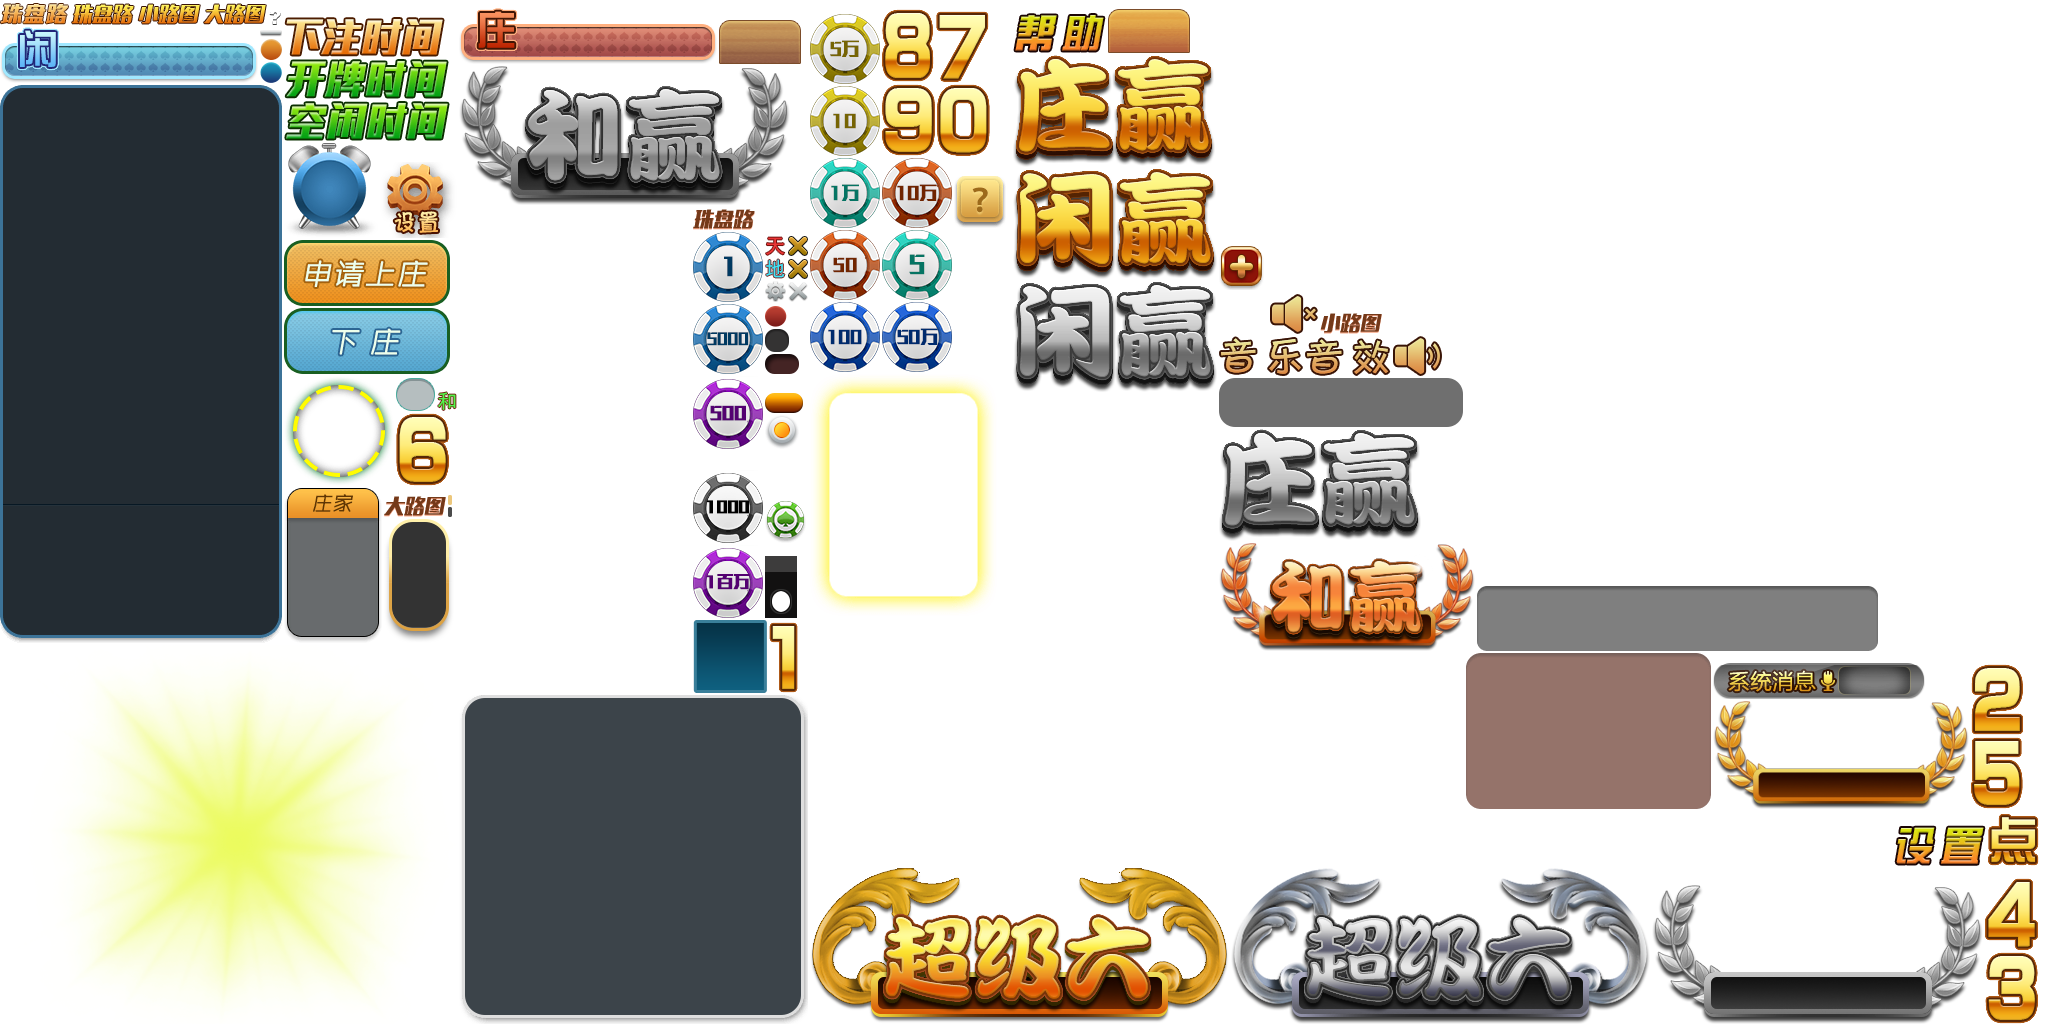 珠盘路 珠盘路 小路图 大路图 ?
闲
下注时间
开牌时间
空闲时间
设置
申请上庄
下 庄
和
6
庄家
大路图
庄
和赢
珠盘路
1
天
地
5000
500
1000
1百万
1
5万
87
10
90
1万
10万
?
50
5
100
50万
帮 助
庄赢
闲赢
闲赢
小路图
音 乐 音 效
庄赢
和赢
系统消息
2
5
设 置
点
4
3
超级六
超级六